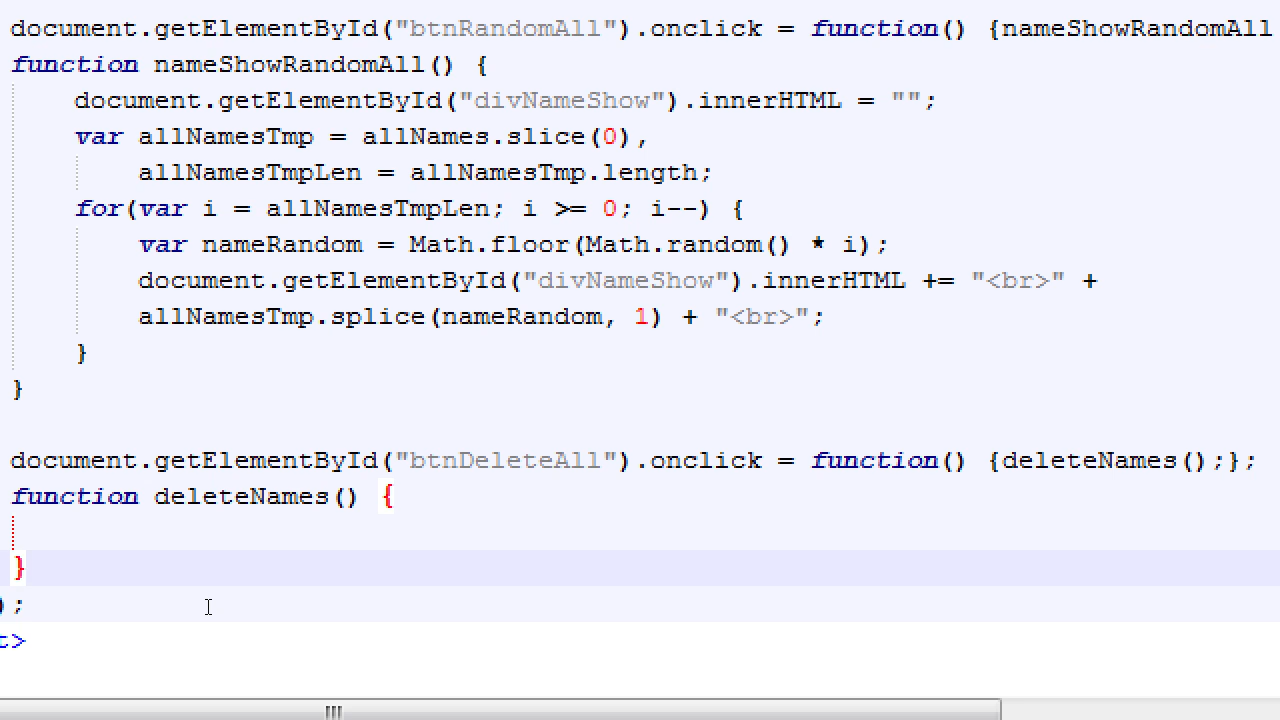 document.getElementById("btnRandomAll").onclick = function() {nameShowRandomAll
function nameShowRandomAll() {
document.getElementById("divNameShow").innerHTML = "";
var allNamesTmp = allNames.slice(0),
allNamesTmpLen = allNamesTmp.length;
for(var i = allNamesTmpLen; i >= 0; i--) {
var nameRandom = Math.floor(Math.random() * i);
document.getElementById("divNameShow").innerHTML += "<br>" +
allNamesTmp.splice(nameRandom, 1) + "<br>";
}
}
document.getElementById("btnDeleteAll").onclick = function() {deleteNames();};
function deleteNames() {
}
);
t>